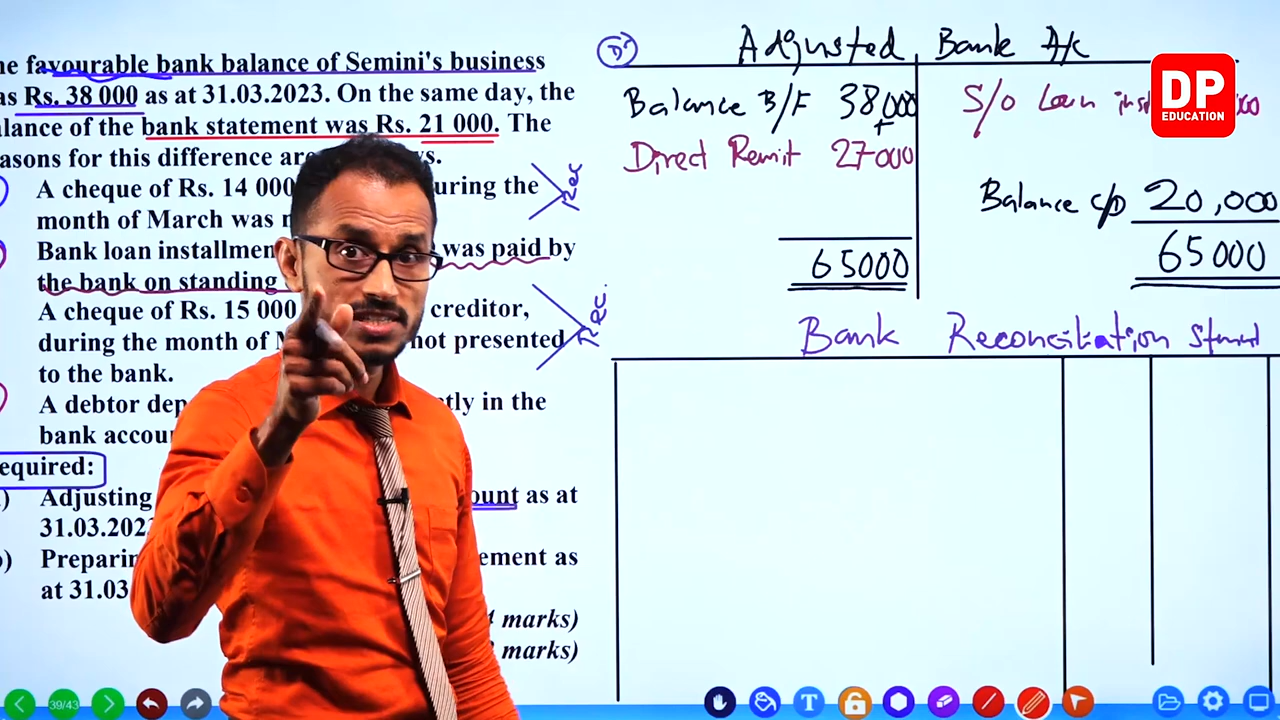 he favourable bank balance of Semini's business
as Rs. 38 000 as at 31.03.2023. On the same day, the
alance of the bank statement was Rs. 21 000. The
easons for this difference are s.
A cheque of Rs. 14 000 uring the
month of March was
Rec
Bank loan installmen was paid by
the bank on standing
A cheque of Rs. 15 000 creditor,
during the month of M not presented
to the bank.
Rec.
A debtor dep tly in the
bank accou
equired:
Adjusting ount as at
31.03.202
Preparin ement as
at 31.03
marks)
marks)
Adjusted Bank A/C
Balance B/F 38,000
+
S/o Loan
Direct Remit 27000
Balance c/D 20,000
65000
65000
Bank Reconciliation
DP
EDUCATION
39/43
T